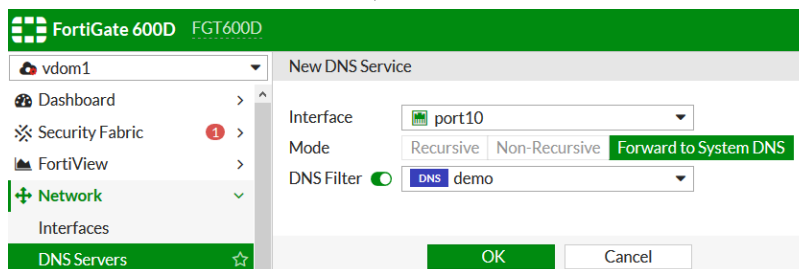 FortiGate 600D FGT600D
vdom1
New DNS Service
Dashboard
Interface port10
Security Fabric 1
Mode Recursive Non-Recursive Forward to System DNS
FortiView
DNS Filter DNS demo
Network
Interfaces
DNS Servers
OK Cancel